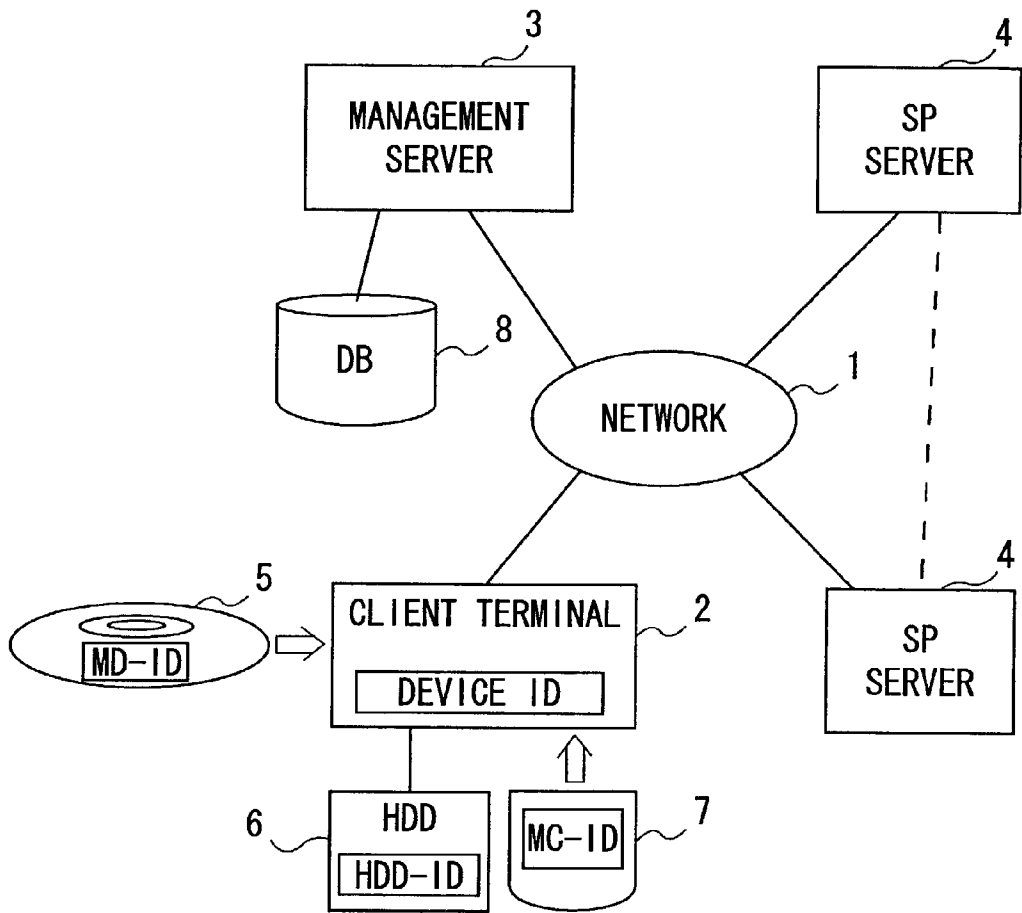 3
4
MANAGEMENT
SERVER
SP
SERVER
DB
8
1
NETWORK
5
4
CLIENT TERMINAL
2
MD-ID
DEVICE ID
SP
SERVER
6
HDD
HDD-ID
MC-ID
7